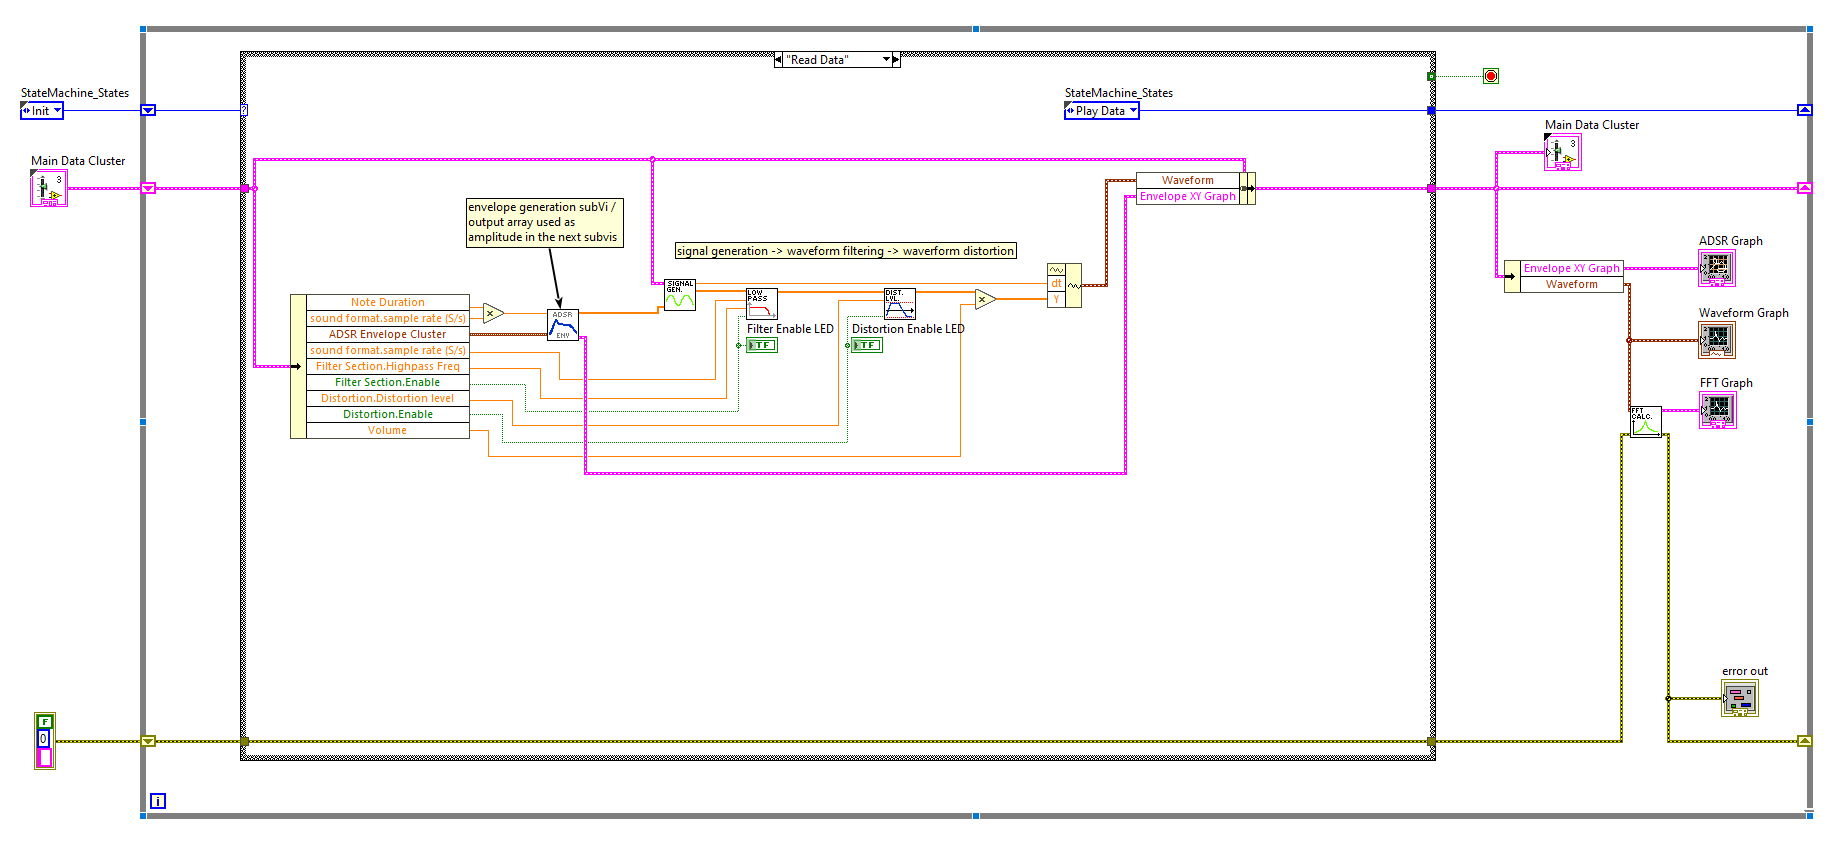 "Read Data"
StateMachine_States
Init
StateMachine_States
Play Data
Main Data Cluster
3
Main Data Cluster
3
Waveform
Envelope XY Graph
envelope generation subVi /
output array used as
amplitude in the next subvis
signal generation -> waveform filtering -> waverform distortion
ADSR Graph
Envelope XY Graph
Waveform
SIGNAL
GEN.
LOW
PASS
DIST.
LVL.
dt
Y
Note Duration
sound format.sample rate (S/s)
ADSR Envelope Cluster
sound format.sample rate (S/s)
Filter Section.Highpass Freq
Filter Section.Enable
Distortion.Distortion level
Distortion.Enable
Volume
ADSR
ENV
Filter Enable LED
TF
Distortion Enable LED
TF
Waveform Graph
FFT Graph
FFT
CALC.
error out
F
0
i